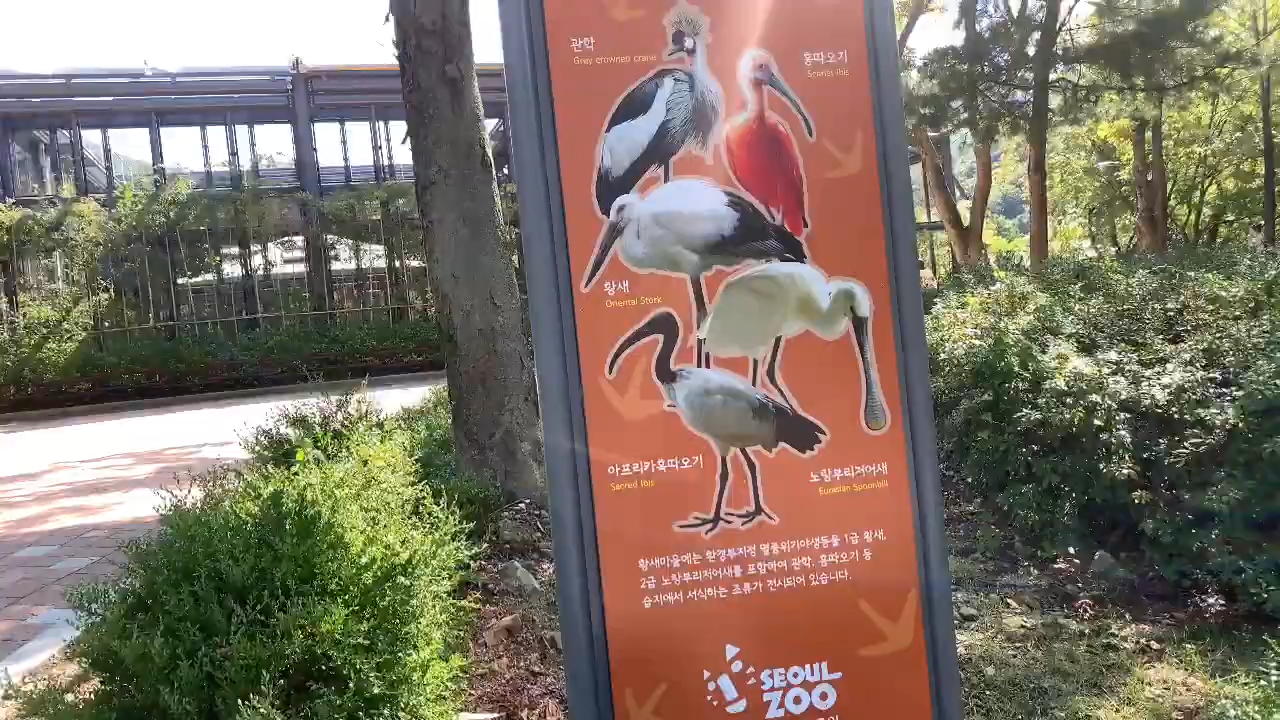 관학
Grey crowned crane
홍따오기
Scarlet Ibis
황새
Oriental Stork
아프리카흑따오기
Sacred Ibis
노랑부리저어새
Eurasian Spoonbill
황새마을에는 환경부지정 멸종위기야생동물 1급 황새,
2급 노랑부리저어새를 포함하여 관학, 홍따오기 등
습지에서 서식하는 조류가 전시되어 있습니다.
SEOUL
ZOO